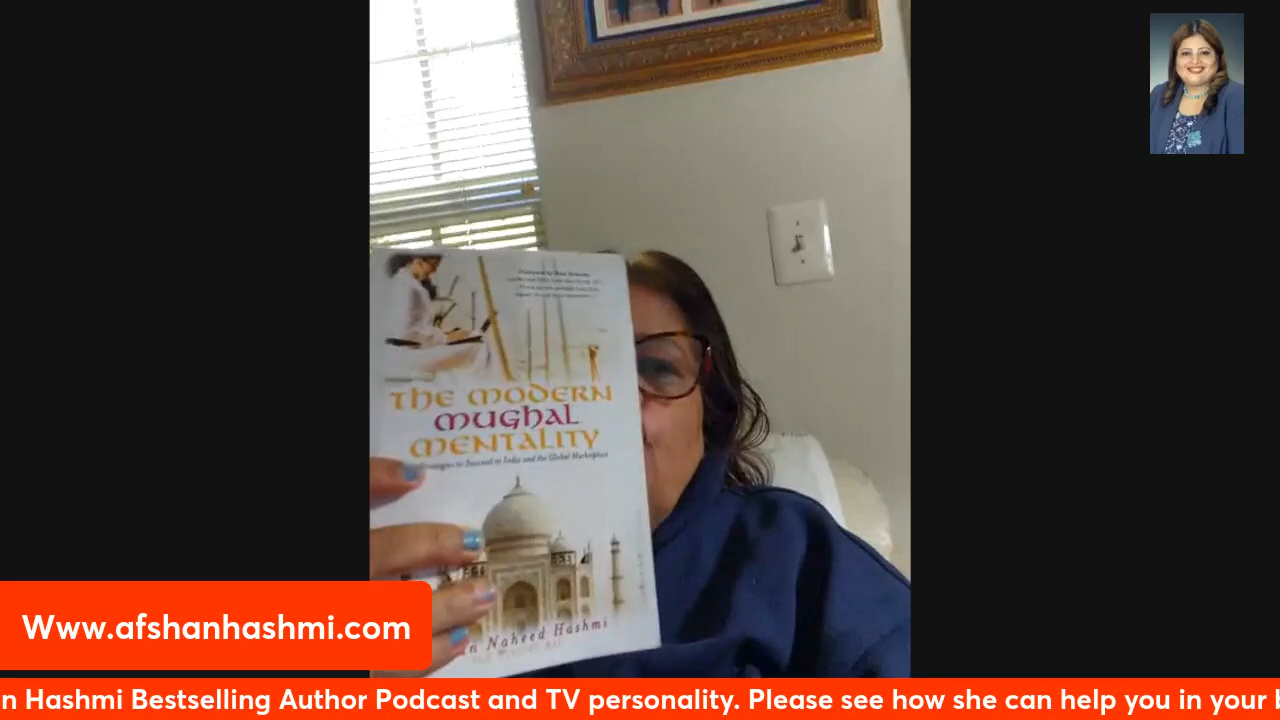 THE MODERN
MUGHAL
MENTALITY
to Succeed in India and the Global Marketplace
Naheed Hashmi
Www.afshanhashmi.com
n Hashmi Bestselling Author Podcast and TV personality. Please see how she can help you in your